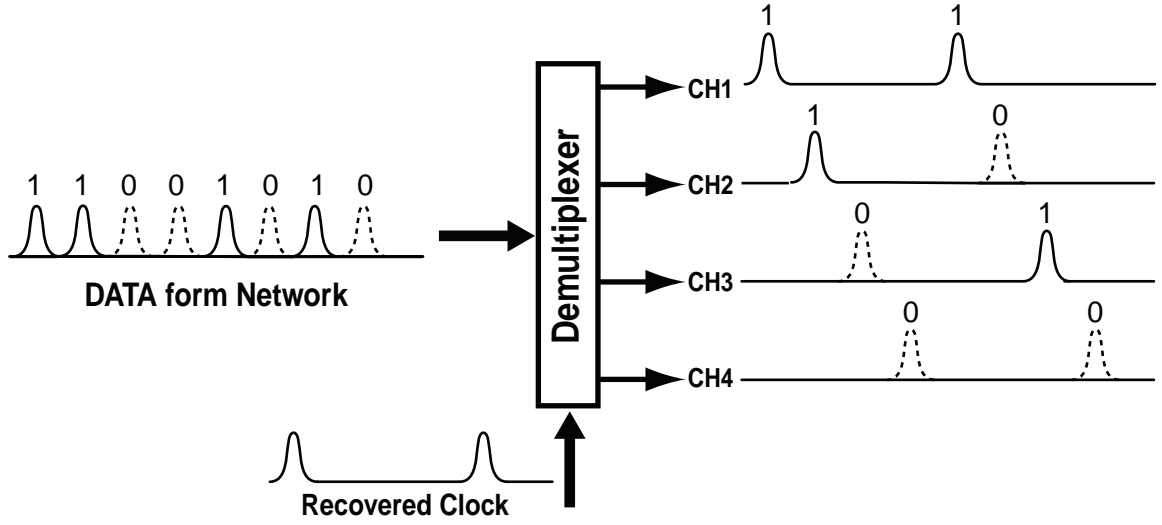 1 1 0 0 1 0 1 0
DATA form Network
Demultiplexer
Recovered Clock
1 1
CH1
1 0
CH2
0 1
CH3
0 0
CH4